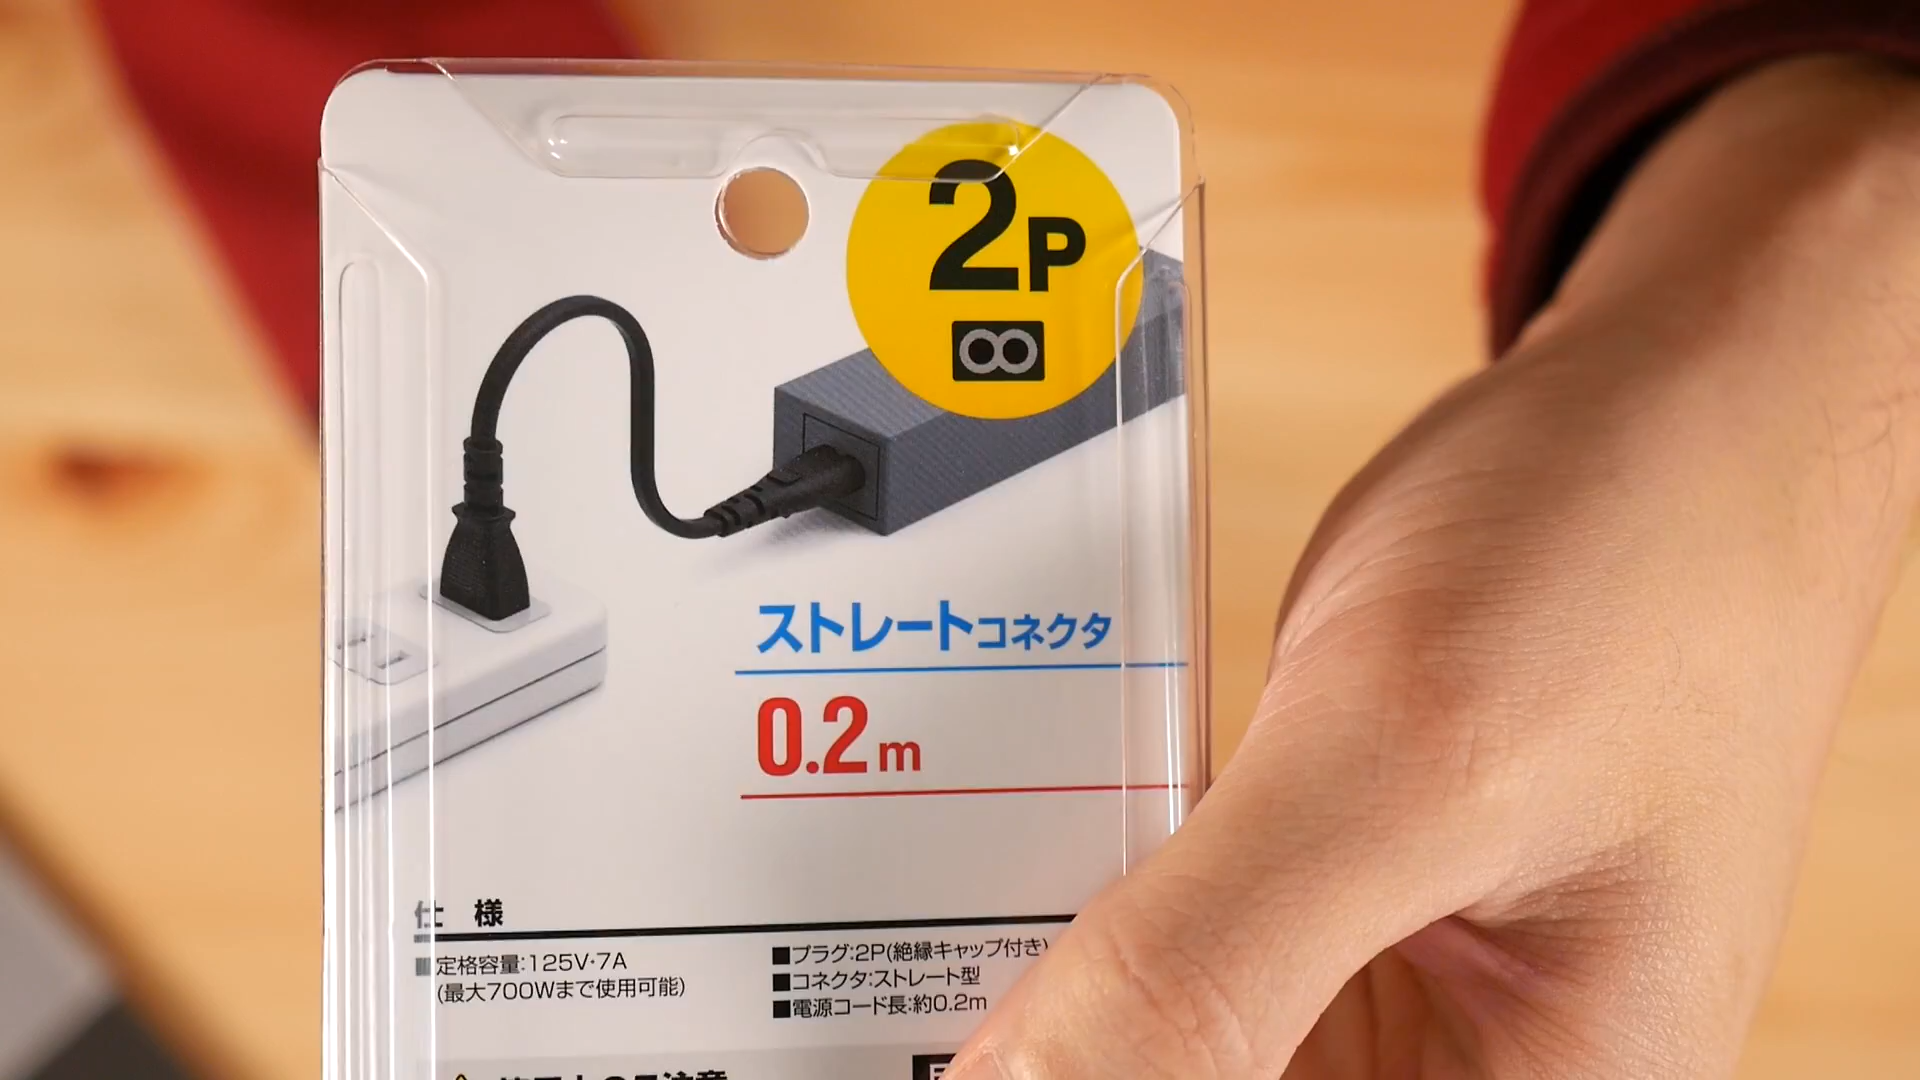 2P
ストレートコネクタ
0.2m
仕様
■定格容量:125V・7A
(最大700Wまで使用可能)
■プラグ:2P(絶縁キャップ付き)
■コネクタ:ストレート型
■電源コード長:約0.2m